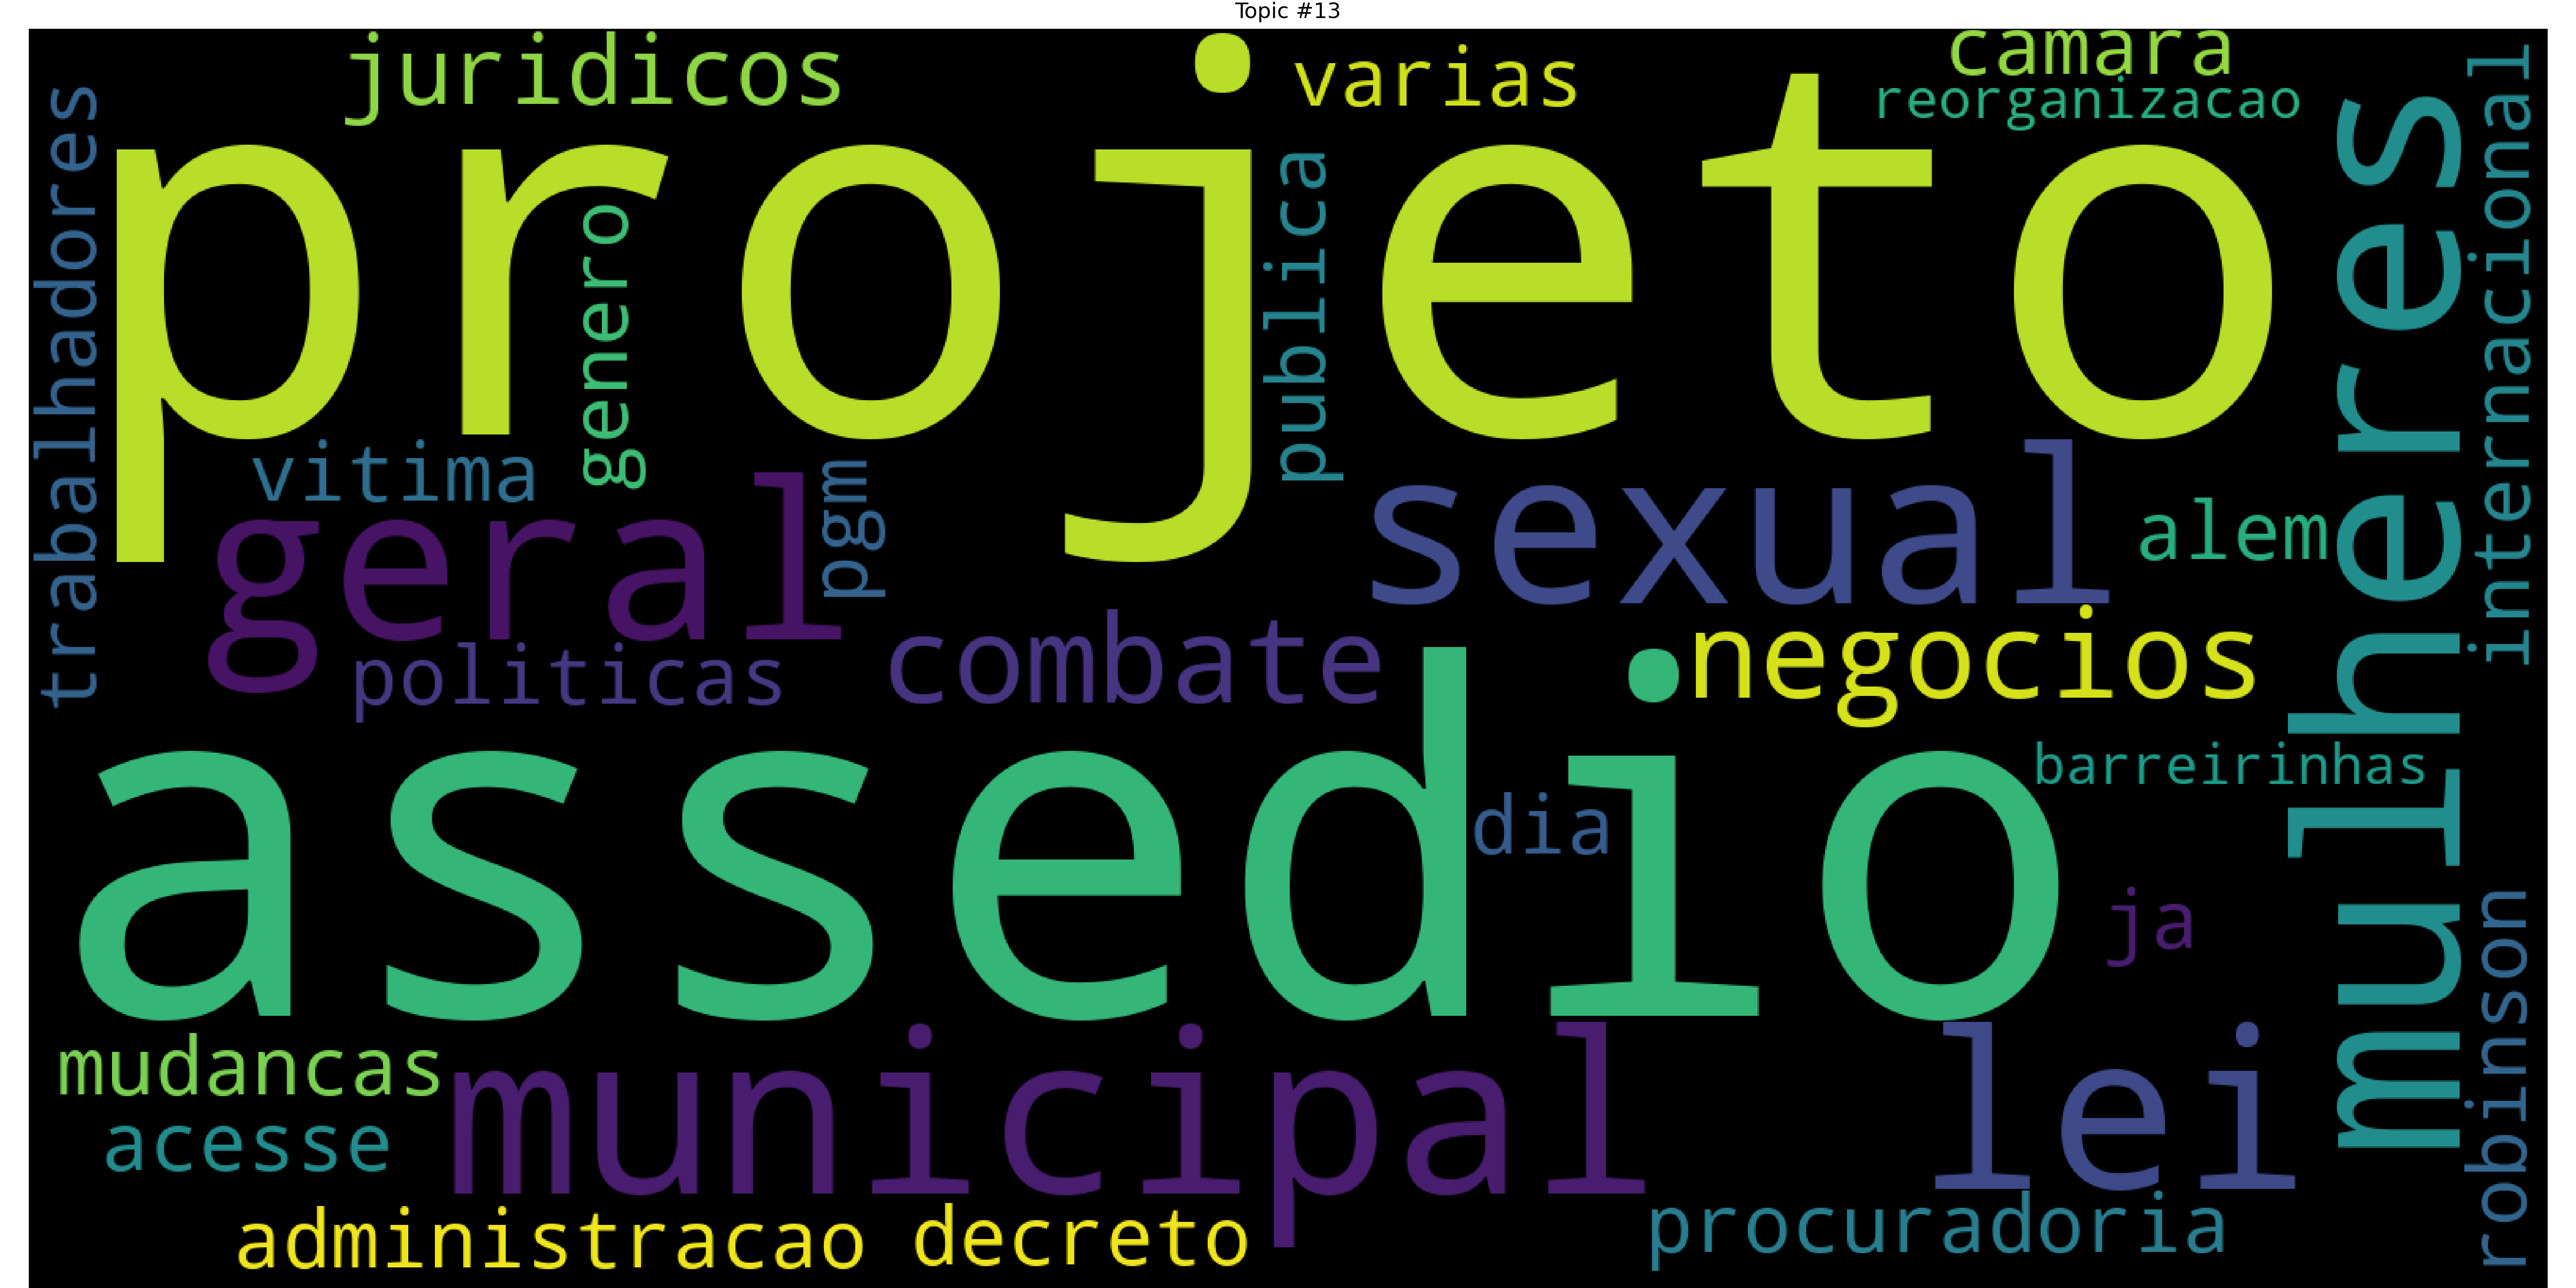 Topic #13
juridicos
varias
camara
reorganizacao
trabalhadores
projeto
genero
publica
mulheres
internacional
vitima
geral
pgm
sexual
alem
politicas
combate
negocios
assedio
dia
barreirinhas
ja
robinson
mudancas
municipal
lei
acesse
administracao
decreto
procuradoria